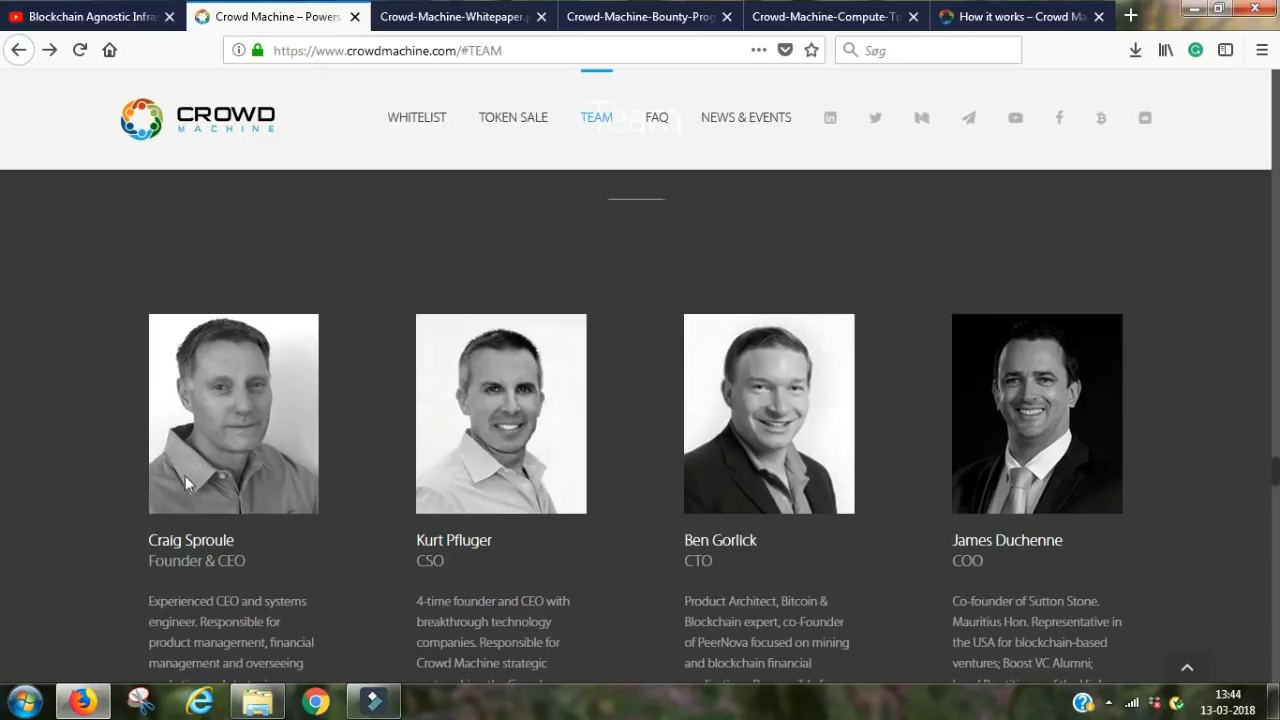 Blockchain Agnostic Infra
Crowd Machine – Powers
Crowd-Machine-Whitepaper.p
Crowd-Machine-Bounty-Prog
Crowd-Machine-Compute-To
How it works – Crowd Ma
https://www.crowdmachine.com/#TEAM
Søg
CROWD
MACHINE
WHITELIST
TOKEN SALE
TEAM
FAQ
NEWS & EVENTS
Team
Craig Sproule
Founder & CEO
Experienced CEO and systems
engineer. Responsible for
product management, financial
management and overseeing
Kurt Pfluger
CSO
4-time founder and CEO with
breakthrough technology
companies. Responsible for
Crowd Machine strategic
Ben Gorlick
CTO
Product Architect, Bitcoin &
Blockchain expert, co-Founder
of PeerNova focused on mining
and blockchain financial
James Duchenne
COO
Co-founder of Sutton Stone.
Mauritius Hon. Representative in
the USA for blockchain-based
ventures; Boost VC Alumni;
13:44
13-03-2018